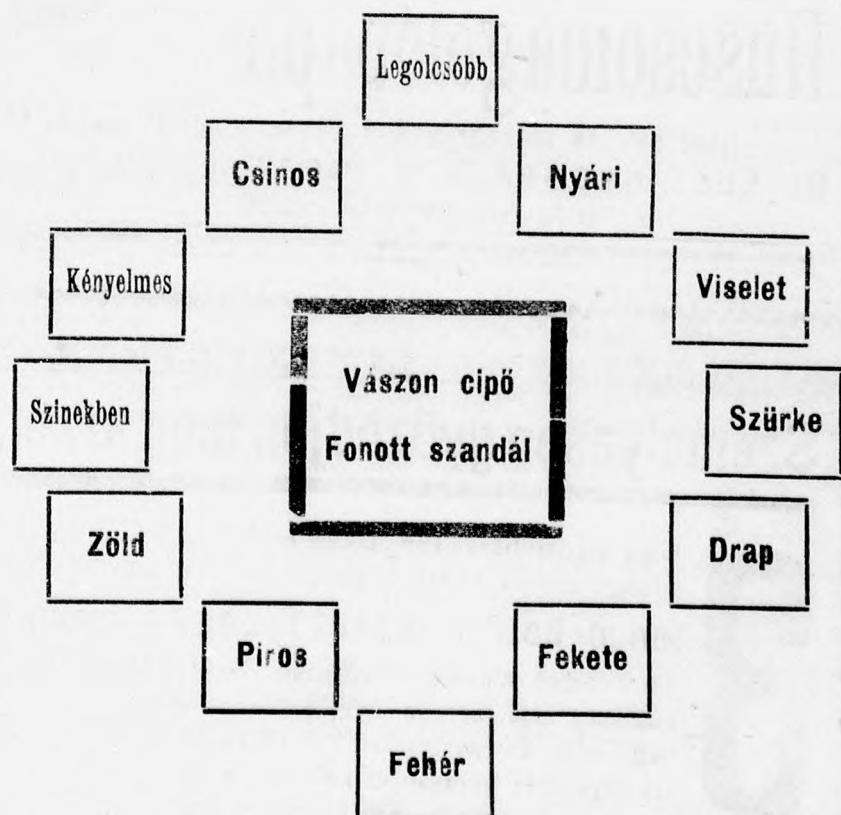 Legolcsóbb
Csinos
Nyári
Kényelmes
Viselet
Vászon cipő
Fonott szandál
Szinekben
Szürke
Zöld
Drap
Piros
Fekete
Fehér